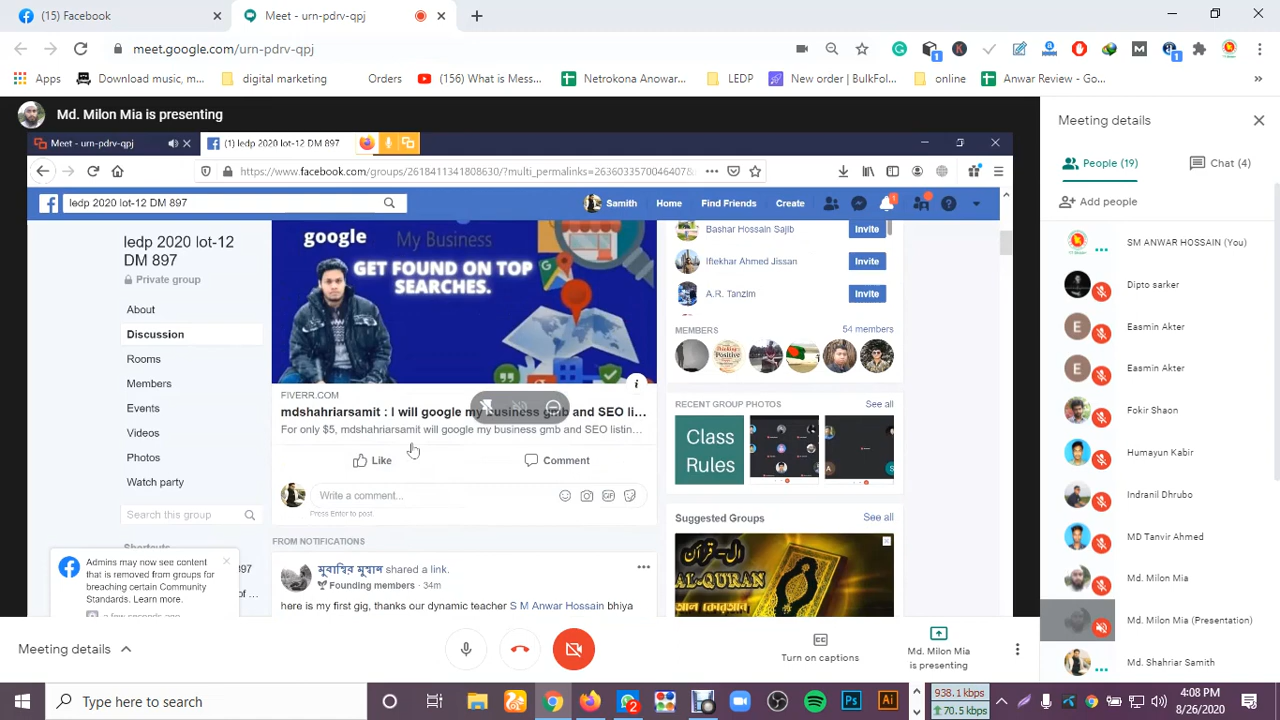 (15) Facebook
Meet - urn-pdrv-qpj
meet.google.com/urn-pdrv-qpj
Apps
Download music, m...
digital marketing
Orders
(156) What is Mess...
Netrokona Anowar...
LEDP
New order | BulkFol...
online
Anwar Review - Go...
Md. Milon Mia is presenting
Meet - urn-pdrv-qpj
(1) ledp 2020 lot-12 DM 897
https://www.facebook.com/groups/2618411341808630/?multi_permalinks=2636033570046407&
ledp 2020 lot-12 DM 897
Samith
Home
Find Friends
Create
ledp 2020 lot-12
DM 897
Private group
About
Discussion
Rooms
Members
Events
Videos
Photos
Watch party
Search this group
Shortcuts
Admins may now see content
that is removed from groups for
breaching certain Community
Standards. Learn more.
a few seconds ago
google
My Business
GET FOUND ON TOP
SEARCHES.
FIVERR.COM
mdshahriarsamit : I will google my business gmb and SEO li...
For only $5, mdshahriarsamit will google my business gmb and SEO listin...
Like
Comment
Write a comment...
Press Enter to post.
FROM NOTIFICATIONS
shared a link.
Founding members · 34m
here is my first gig, thanks our dynamic teacher S M Anwar Hossain bhiya
Bashar Hossain Sajib
Invite
Iftekhar Ahmed Jissan
Invite
A.R. Tanzim
Invite
MEMBERS
54 members
RECENT GROUP PHOTOS
See all
Class
Rules
Suggested Groups
See all
AL-QURAN
Meeting details
People (19)
Chat (4)
Add people
SM ANWAR HOSSAIN (You)
Dipto sarker
Easmin Akter
Easmin Akter
Fokir Shaon
Humayun Kabir
Indranil Dhrubo
MD Tanvir Ahmed
Md. Milon Mia
Md. Milon Mia (Presentation)
Md. Shahriar Samith
Meeting details
Turn on captions
Md. Milon Mia
is presenting
Type here to search
938.1 kbps
70.5 kbps
4:08 PM
8/26/2020